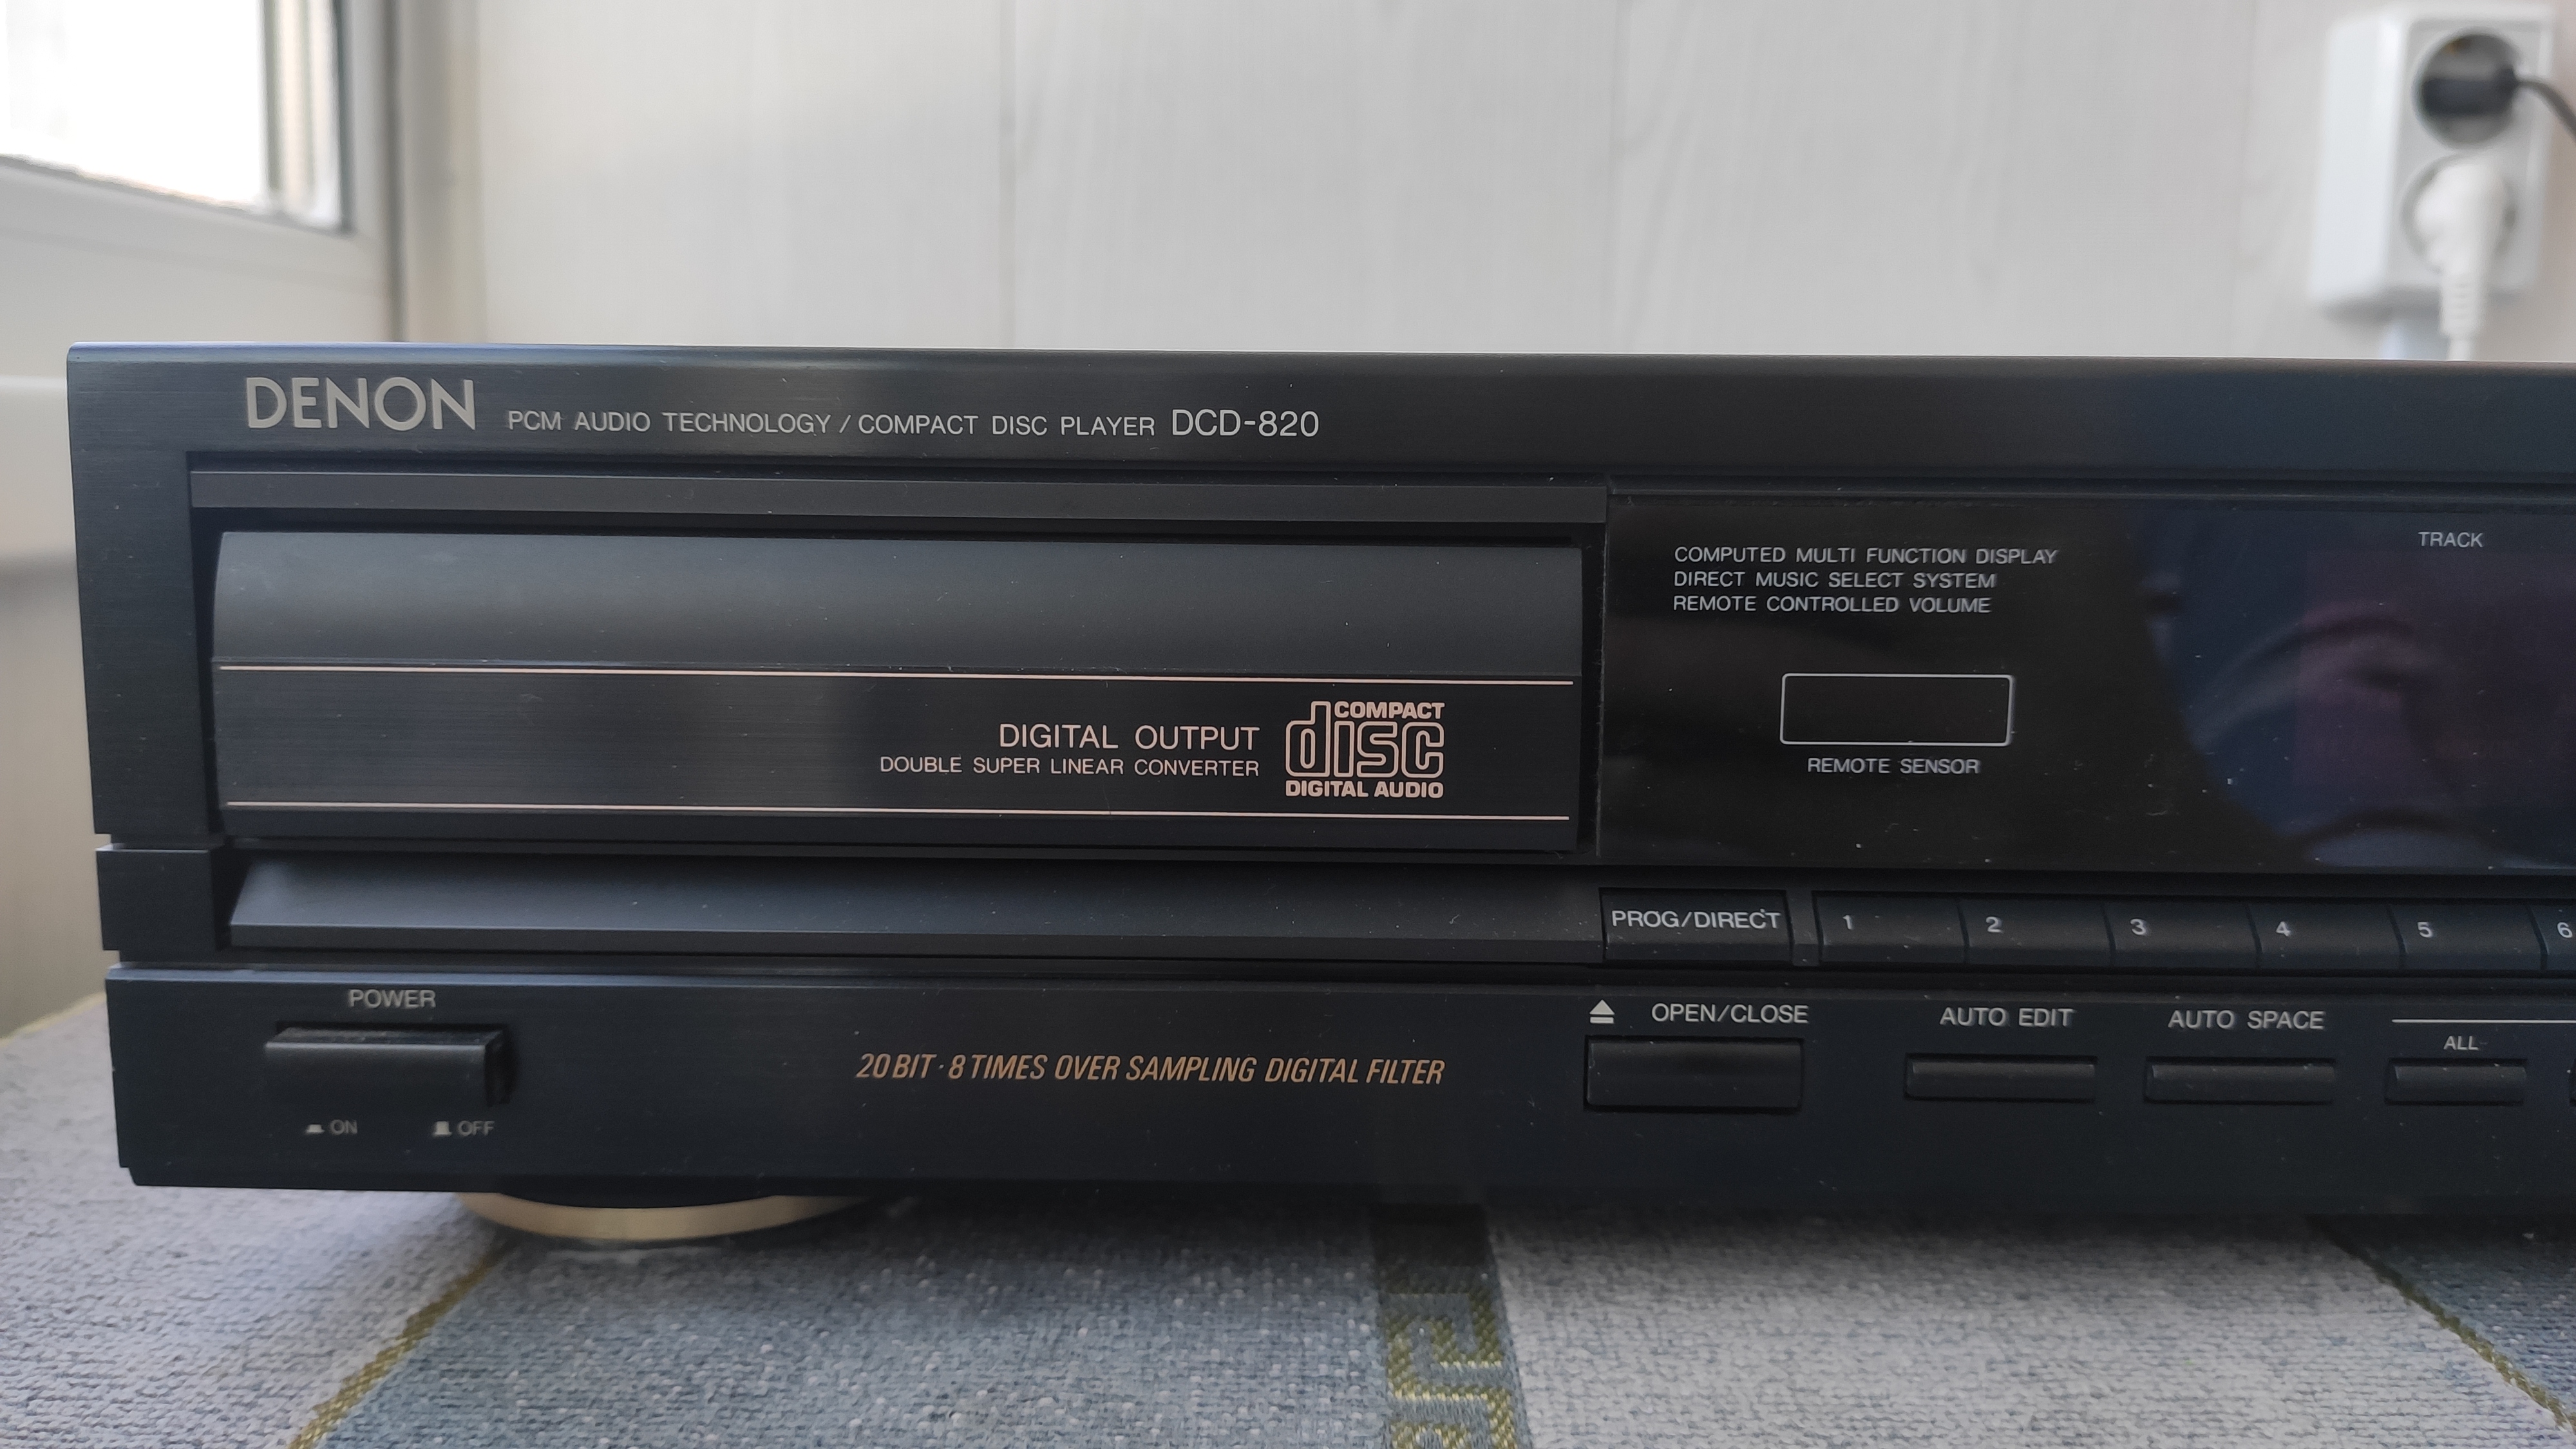 DENON PCM AUDIO TECHNOLOGY / COMPACT DISC PLAYER DCD-820
COMPUTED MULTI FUNCTION DISPLAY
DIRECT MUSIC SELECT SYSTEM
REMOTE CONTROLLED VOLUME
TRACK
REMOTE SENSOR
DIGITAL OUTPUT
DOUBLE SUPER LINEAR CONVERTER
COMPACT
disc
DIGITAL AUDIO
PROG/DIRECT 1 2 3 4 5 6
POWER
ON OFF
20 BIT · 8 TIMES OVER SAMPLING DIGITAL FILTER
OPEN/CLOSE AUTO EDIT AUTO SPACE
ALL